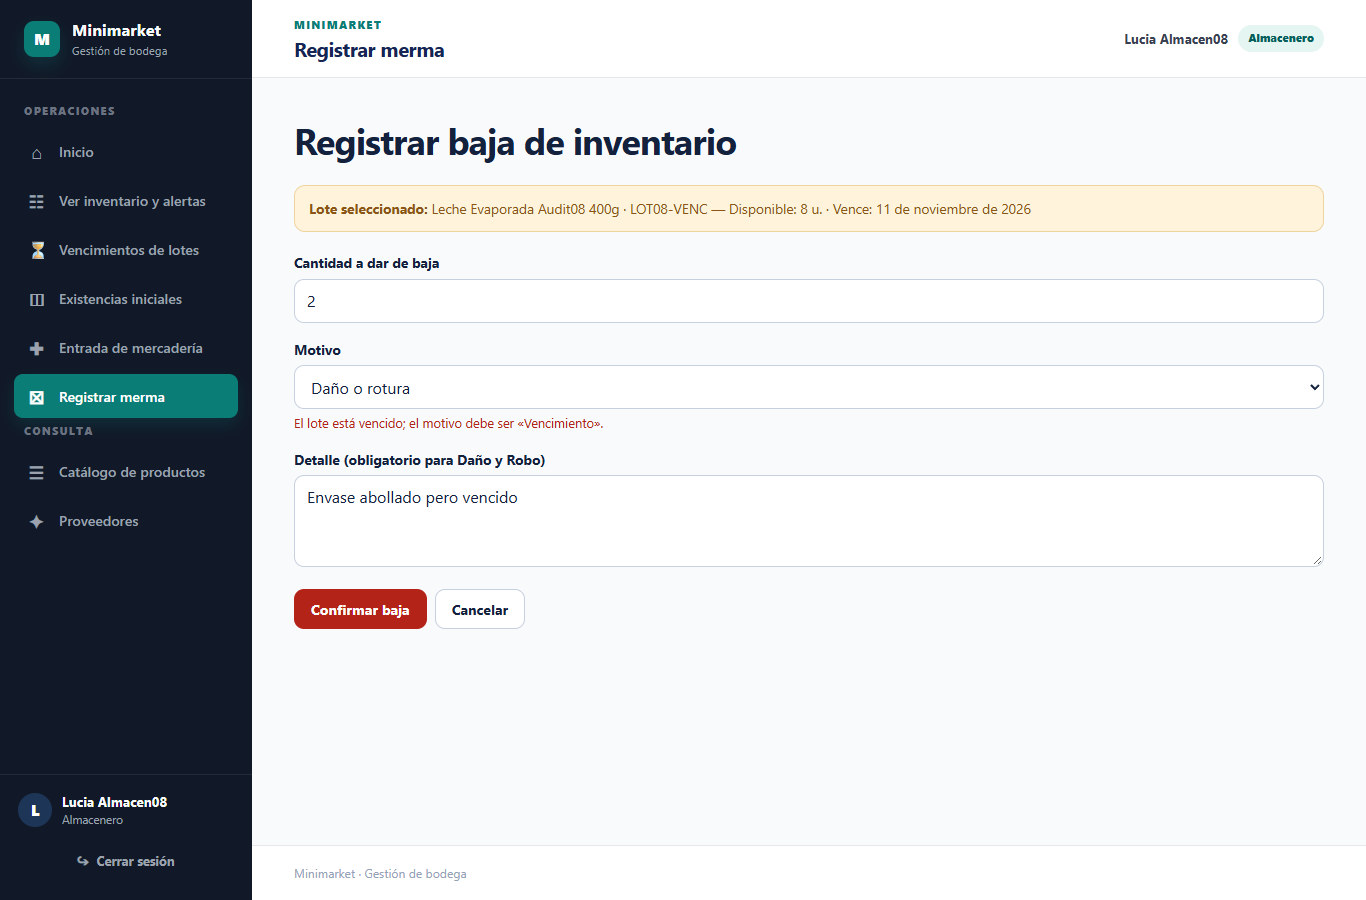 M
Minimarket
Gestión de bodega
OPERACIONES
Inicio
Ver inventario y alertas
Vencimientos de lotes
Existencias iniciales
Entrada de mercadería
Registrar merma
CONSULTA
Catálogo de productos
Proveedores
L
Lucia Almacen08
Almacenero
Cerrar sesión
MINIMARKET
Registrar merma
Lucia Almacen08 Almacenero
Registrar baja de inventario
Lote seleccionado: Leche Evaporada Audit08 400g · LOT08-VENC — Disponible: 8 u. · Vence: 11 de noviembre de 2026
Cantidad a dar de baja
2
Motivo
Daño o rotura
El lote está vencido; el motivo debe ser «Vencimiento».
Detalle (obligatorio para Daño y Robo)
Envase abollado pero vencido
Confirmar baja Cancelar
Minimarket · Gestión de bodega